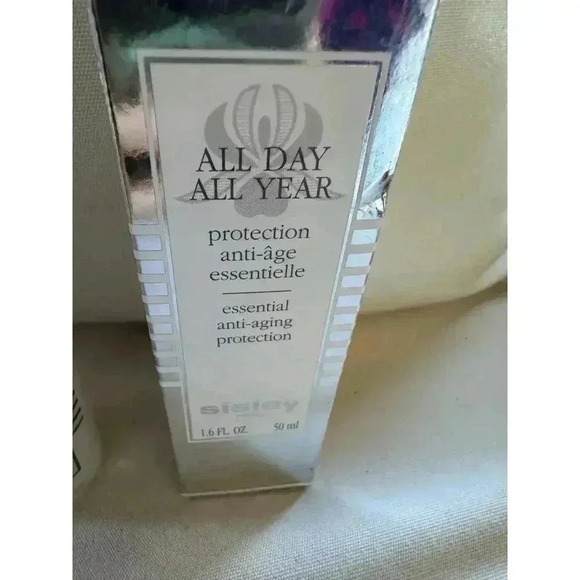 ALL DAY
ALL YEAR
protection
anti-âge
essentielle
essential
anti-aging
protection
sisley
1.6 FL. OZ. 50 ml